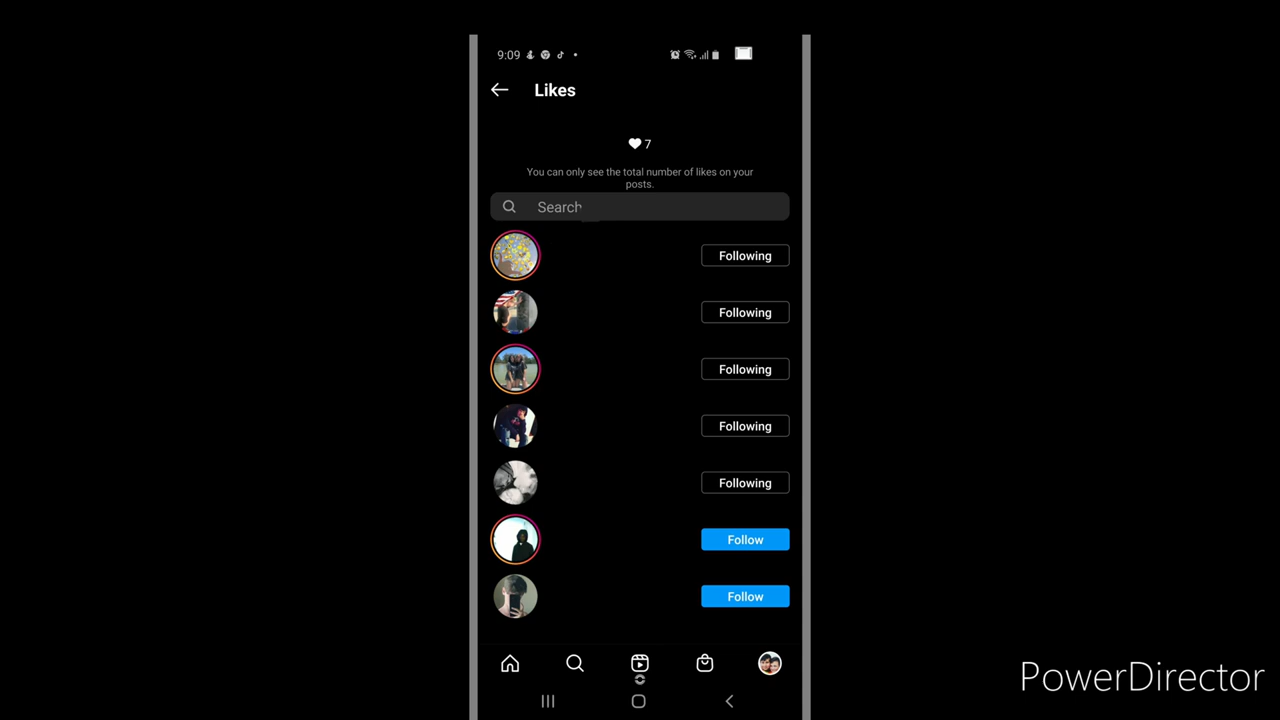 9:09
Likes
7
You can only see the total number of likes on your
posts.
Search
Following
Following
Following
Following
Following
Follow
Follow
PowerDirector